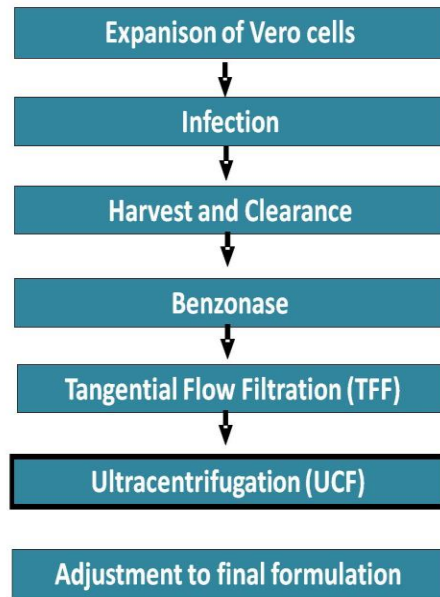 Expanison of Vero cells
Infection
Harvest and Clearance
Benzonase
Tangential Flow Filtration (TFF)
Ultracentrifugation (UCF)
Adjustment to final formulation